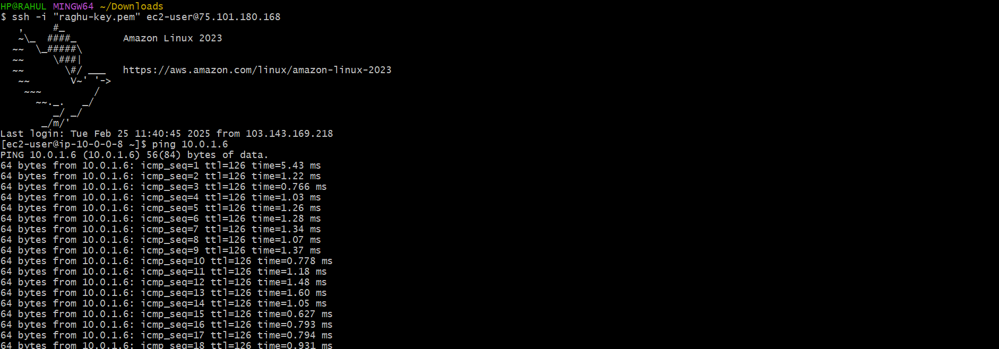 HP@RAHUL MINGW64 ~/Downloads
$ ssh -i "raghu-key.pem" ec2-user@75.101.180.168
   ,     #_
   ~\_  ####_        Amazon Linux 2023
  ~~  \_#####\
  ~~     \###|
  ~~       \#/ ___   https://aws.amazon.com/linux/amazon-linux-2023
   ~~       V~' '->
    ~~~         /
      ~~._.   _/
         _/ _/
       _/m/'
Last login: Tue Feb 25 11:40:45 2025 from 103.143.169.218
[ec2-user@ip-10-0-0-8 ~]$ ping 10.0.1.6
PING 10.0.1.6 (10.0.1.6) 56(84) bytes of data.
64 bytes from 10.0.1.6: icmp_seq=1 ttl=126 time=5.43 ms
64 bytes from 10.0.1.6: icmp_seq=2 ttl=126 time=1.22 ms
64 bytes from 10.0.1.6: icmp_seq=3 ttl=126 time=0.766 ms
64 bytes from 10.0.1.6: icmp_seq=4 ttl=126 time=1.03 ms
64 bytes from 10.0.1.6: icmp_seq=5 ttl=126 time=1.26 ms
64 bytes from 10.0.1.6: icmp_seq=6 ttl=126 time=1.28 ms
64 bytes from 10.0.1.6: icmp_seq=7 ttl=126 time=1.34 ms
64 bytes from 10.0.1.6: icmp_seq=8 ttl=126 time=1.07 ms
64 bytes from 10.0.1.6: icmp_seq=9 ttl=126 time=1.37 ms
64 bytes from 10.0.1.6: icmp_seq=10 ttl=126 time=0.778 ms
64 bytes from 10.0.1.6: icmp_seq=11 ttl=126 time=1.18 ms
64 bytes from 10.0.1.6: icmp_seq=12 ttl=126 time=1.48 ms
64 bytes from 10.0.1.6: icmp_seq=13 ttl=126 time=1.60 ms
64 bytes from 10.0.1.6: icmp_seq=14 ttl=126 time=1.05 ms
64 bytes from 10.0.1.6: icmp_seq=15 ttl=126 time=0.627 ms
64 bytes from 10.0.1.6: icmp_seq=16 ttl=126 time=0.793 ms
64 bytes from 10.0.1.6: icmp_seq=17 ttl=126 time=0.794 ms
64 bytes from 10.0.1.6: icmp_seq=18 ttl=126 time=0.931 ms